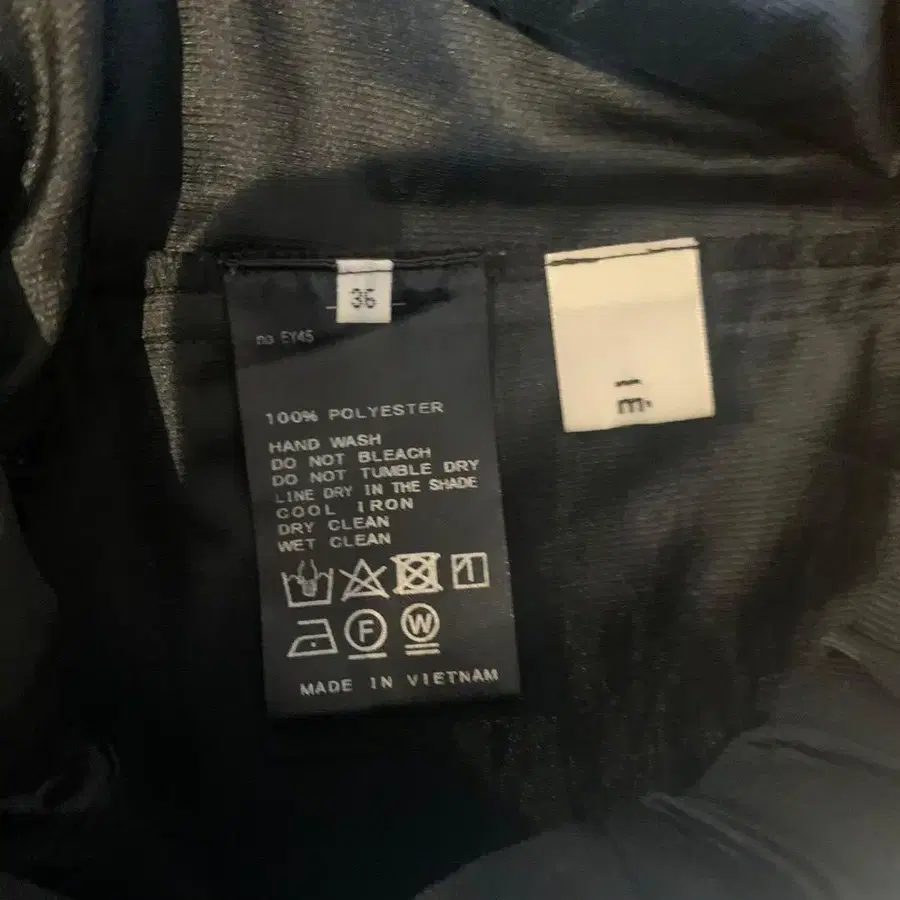 36
no EY45
100% POLYESTER
HAND WASH
DO NOT BLEACH
DO NOT TUMBLE DRY
LINE DRY IN THE SHADE
COOL IRON
DRY CLEAN
WET CLEAN
F W
MADE IN VIETNAM
m.